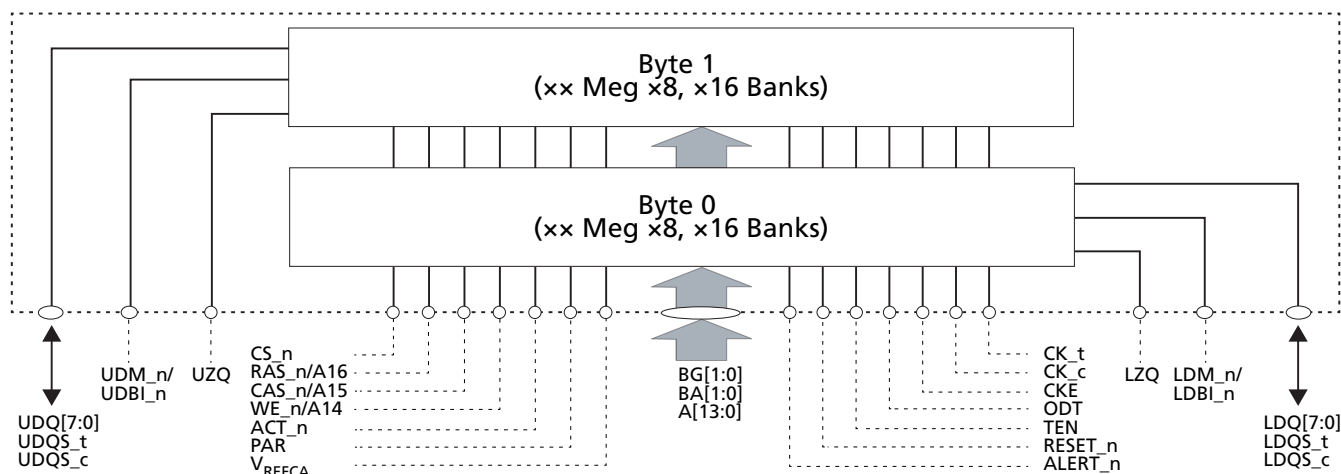 Byte 1
(×× Meg ×8, ×16 Banks)
Byte 0
(×× Meg ×8, ×16 Banks)
UDQ[7:0]
UDQS_t
UDQS_c
UDM_n/
UDBI_n
UZQ
CS_n
RAS_n/A16
CAS_n/A15
WE_n/A14
ACT_n
PAR
VREFCA
BG[1:0]
BA[1:0]
A[13:0]
CK_t
CK_c
CKE
ODT
TEN
RESET_n
ALERT_n
LZQ
LDM_n/
LDBI_n
LDQ[7:0]
LDQS_t
LDQS_c